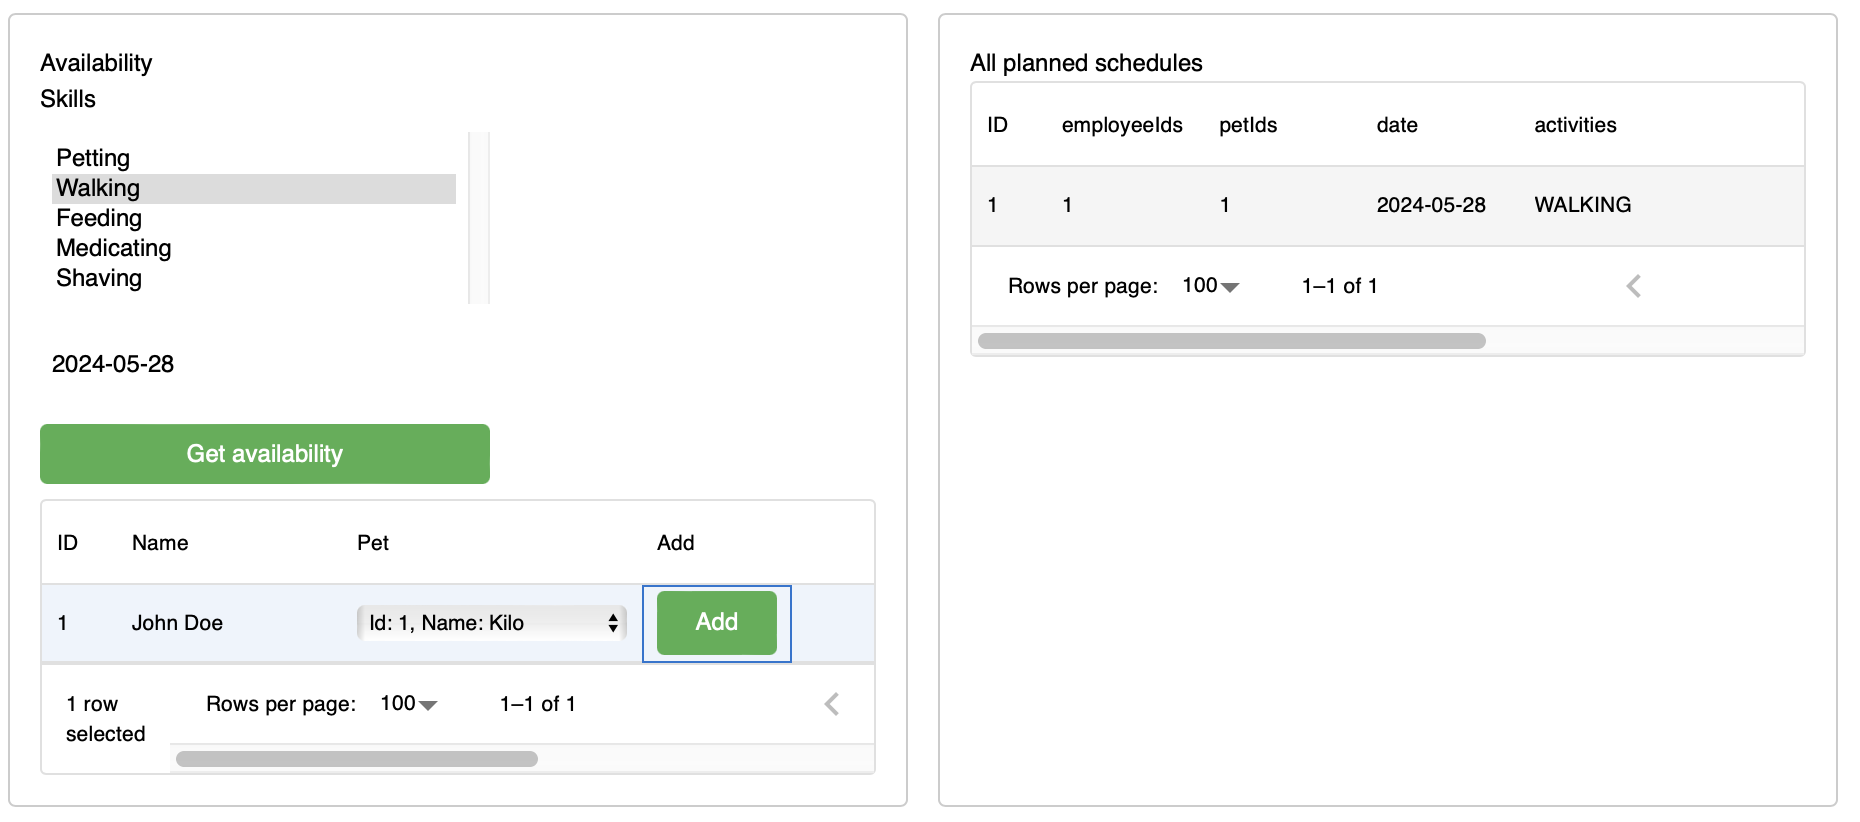 Availability
Skills
Petting
Walking
Feeding
Medicating
Shaving
2024-05-28
Get availability
ID Name Pet Add
1 John Doe Id: 1, Name: Kilo Add
1 row selected
Rows per page: 100 1–1 of 1
All planned schedules
ID employeeIds petIds date activities
1 1 1 2024-05-28 WALKING
Rows per page: 100 1–1 of 1